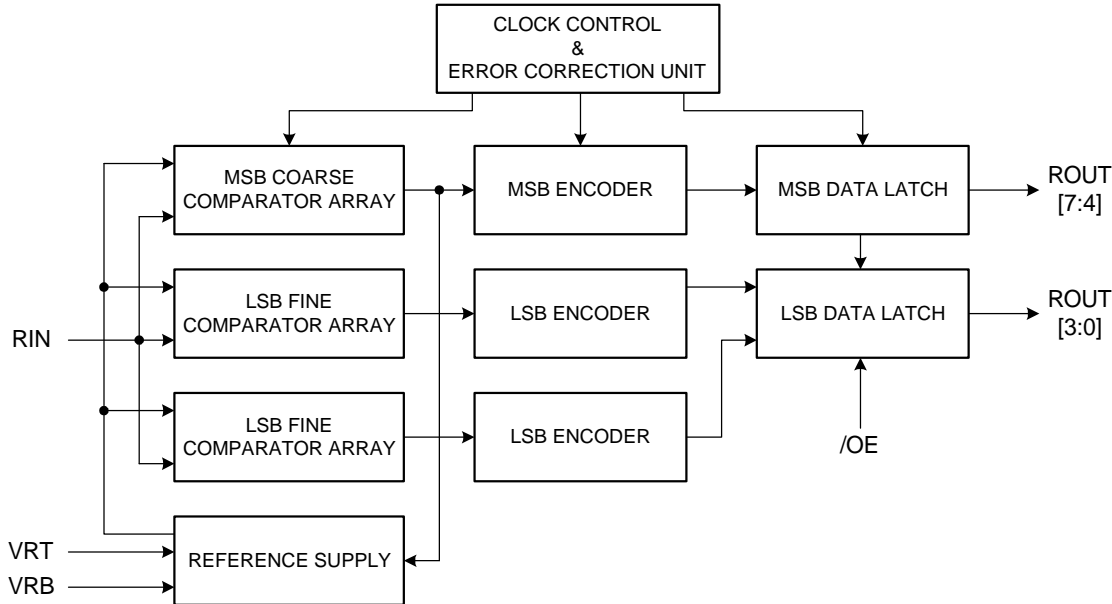 CLOCK CONTROL
&
ERROR CORRECTION UNIT
MSB COARSE
COMPARATOR ARRAY
MSB ENCODER
MSB DATA LATCH
ROUT
[7:4]
LSB FINE
COMPARATOR ARRAY
LSB ENCODER
LSB DATA LATCH
ROUT
[3:0]
RIN
LSB FINE
COMPARATOR ARRAY
LSB ENCODER
/OE
VRT
VRB
REFERENCE SUPPLY